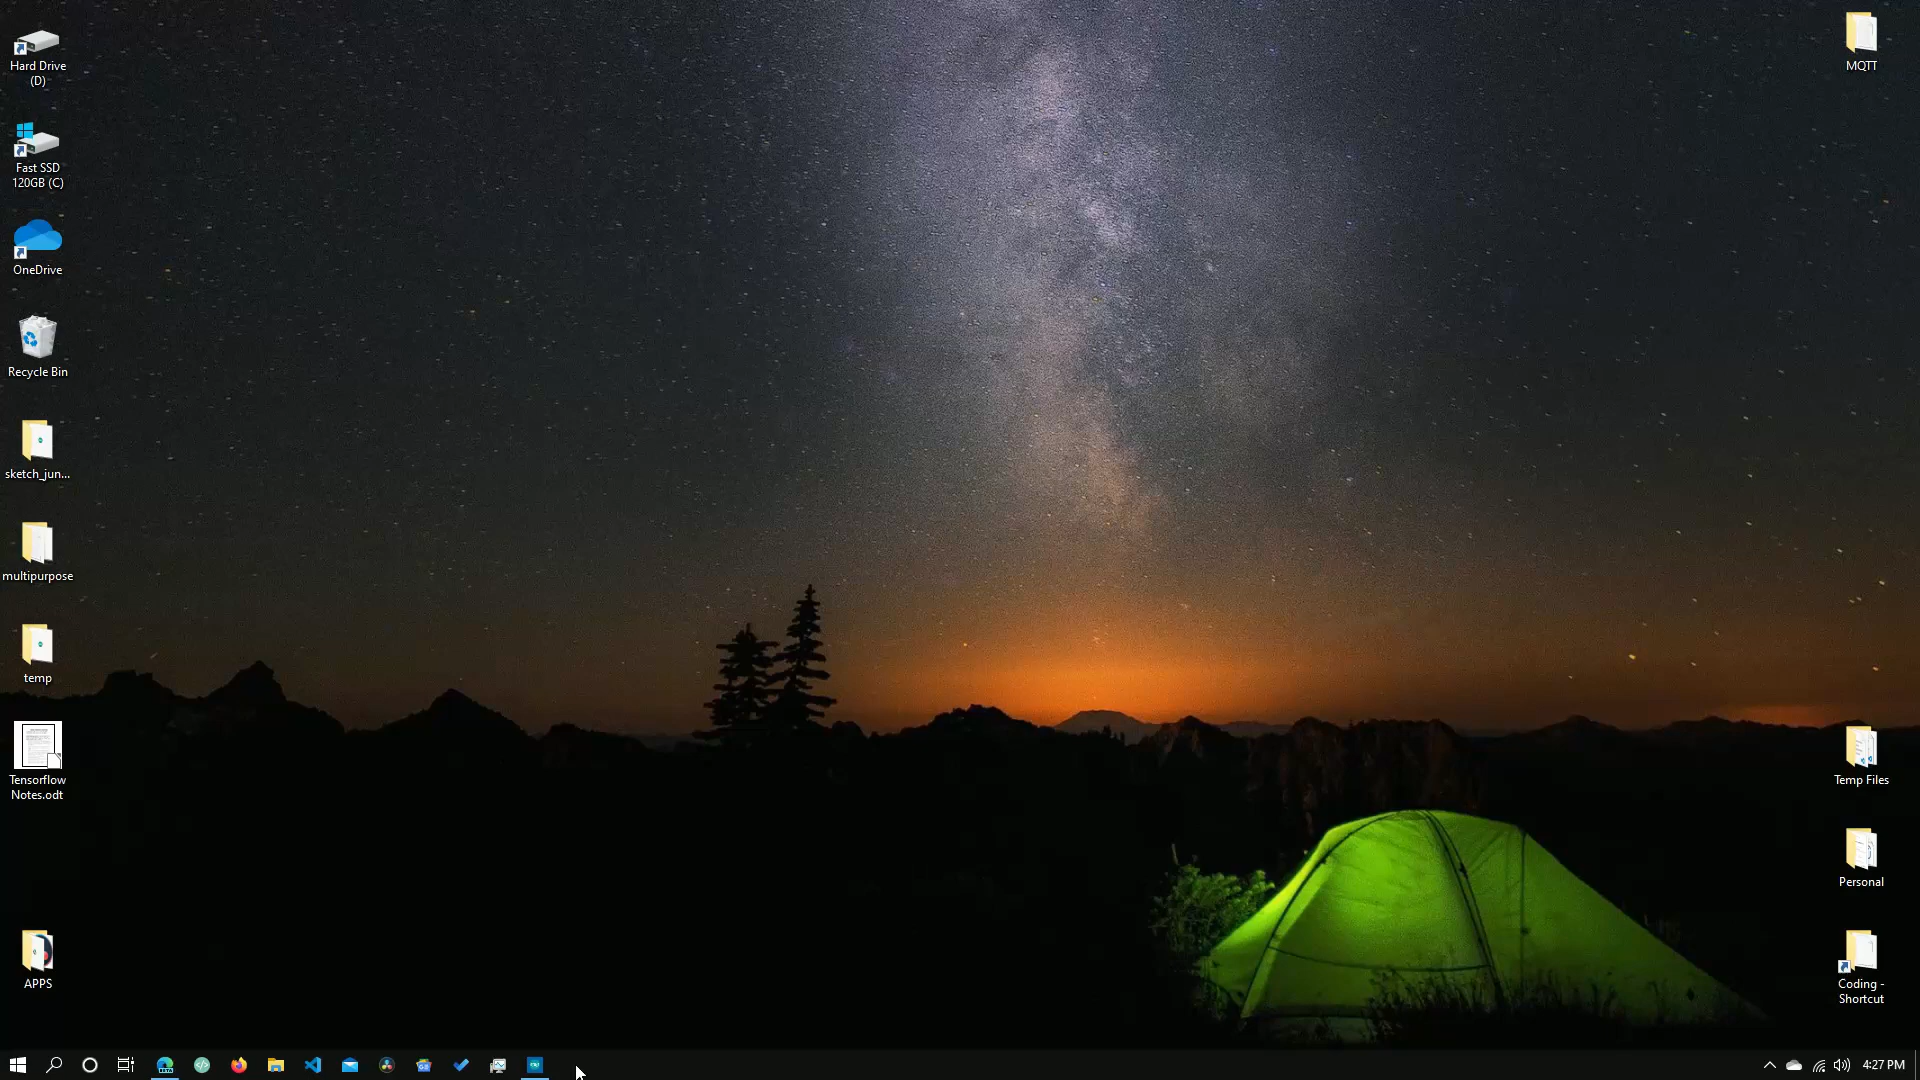 Hard Drive
(D)
Fast SSD
120GB (C)
OneDrive
Recycle Bin
sketch_jun...
multipurpose
temp
Tensorflow
Notes.odt
APPS
MQTT
Temp Files
Personal
Coding -
Shortcut
4:27 PM